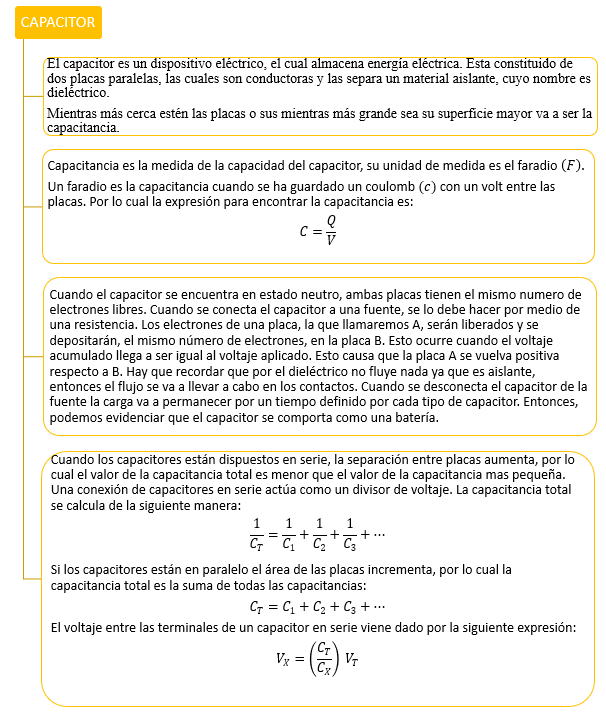 CAPACITOR
El capacitor es un dispositivo eléctrico, el cual almacena energía eléctrica. Esta constituido de
dos placas paralelas, las cuales son conductoras y las separa un material aislante, cuyo nombre es
dieléctrico.
Mientras más cerca estén las placas o sus mientras más grande sea su superficie mayor va a ser la
capacitancia.
Capacitancia es la medida de la capacidad del capacitor, su unidad de medida es el faradio (F).
Un faradio es la capacitancia cuando se ha guardado un coulomb (c) con un volt entre las
placas. Por lo cual la expresión para encontrar la capacitancia es:
C = Q/V
Cuando el capacitor se encuentra en estado neutro, ambas placas tienen el mismo numero de
electrones libres. Cuando se conecta el capacitor a una fuente, se lo debe hacer por medio de
una resistencia. Los electrones de una placa, la que llamaremos A, serán liberados y se
depositarán, el mismo número de electrones, en la placa B. Esto ocurre cuando el voltaje
acumulado llega a ser igual al voltaje aplicado. Esto causa que la placa A se vuelva positiva
respecto a B. Hay que recordar que por el dieléctrico no fluye nada ya que es aislante,
entonces el flujo se va a llevar a cabo en los contactos. Cuando se desconecta el capacitor de la
fuente la carga va a permanecer por un tiempo definido por cada tipo de capacitor. Entonces,
podemos evidenciar que el capacitor se comporta como una batería.
Cuando los capacitores están dispuestos en serie, la separación entre placas aumenta, por lo
cual el valor de la capacitancia total es menor que el valor de la capacitancia mas pequeña.
Una conexión de capacitores en serie actúa como un divisor de voltaje. La capacitancia total
se calcula de la siguiente manera:
1/C_T = 1/C_1 + 1/C_2 + 1/C_3 + ⋯
Si los capacitores están en paralelo el área de las placas incrementa, por lo cual la
capacitancia total es la suma de todas las capacitancias:
C_T = C_1 + C_2 + C_3 + ⋯
El voltaje entre las terminales de un capacitor en serie viene dado por la siguiente expresión:
V_X = (C_T/C_X) V_T